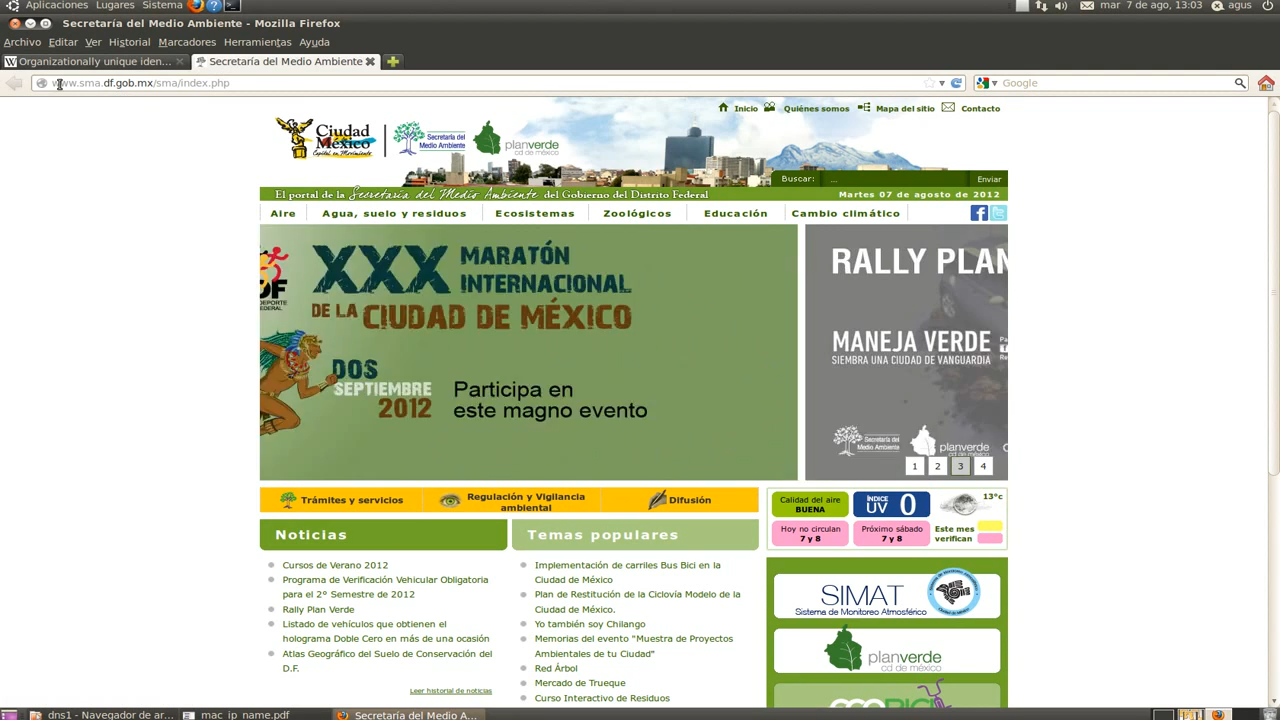 Aplicaciones Lugares Sistema mar 7 de ago, 13:03 agus
Secretaría del Medio Ambiente - Mozilla Firefox
Archivo Editar Ver Historial Marcadores Herramientas Ayuda
Organizationally unique iden... Secretaría del Medio Ambiente
www.sma.df.gob.mx/sma/index.php Google
Inicio Quiénes somos Mapa del sitio Contacto
Ciudad México
Capital en Movimiento
Secretaría del Medio Ambiente
planverde
cd de méxico
Buscar: ... Enviar
El portal de la Secretaría del Medio Ambiente del Gobierno del Distrito Federal
Martes 07 de agosto de 2012
Aire Agua, suelo y residuos Ecosistemas Zoológicos Educación Cambio climático
XXX MARATÓN
INTERNACIONAL
DE LA CIUDAD DE MÉXICO
DOS
SEPTIEMBRE
2012
Participa en
este magno evento
DF
DEPORTE
FEDERAL
RALLY PLAN
MANEJA VERDE
SIEMBRA UNA CIUDAD DE VANGUARDIA
Secretaría del Medio Ambiente
planverde
cd de méxico
1 2 3 4
Trámites y servicios
Regulación y Vigilancia
ambiental
Difusión
Calidad del aire
BUENA
ÍNDICE
UV 0
13°c
Hoy no circulan
7 y 8
Próximo sábado
7 y 8
Este mes
verifican
Noticias
Cursos de Verano 2012
Programa de Verificación Vehicular Obligatoria
para el 2° Semestre de 2012
Rally Plan Verde
Listado de vehículos que obtienen el
holograma Doble Cero en más de una ocasión
Atlas Geográfico del Suelo de Conservación del
D.F.
Leer historial de noticias
Temas populares
Implementación de carriles Bus Bici en la
Ciudad de México
Plan de Restitución de la Ciclovía Modelo de la
Ciudad de México.
Yo también soy Chilango
Memorias del evento "Muestra de Proyectos
Ambientales de tu Ciudad"
Red Árbol
Mercado de Trueque
Curso Interactivo de Residuos
SIMAT
Sistema de Monitoreo Atmosférico
planverde
cd de méxico
ecoBICI
dns1 - Navegador de ar... mac_ip_name.pdf Secretaría del Medio A...